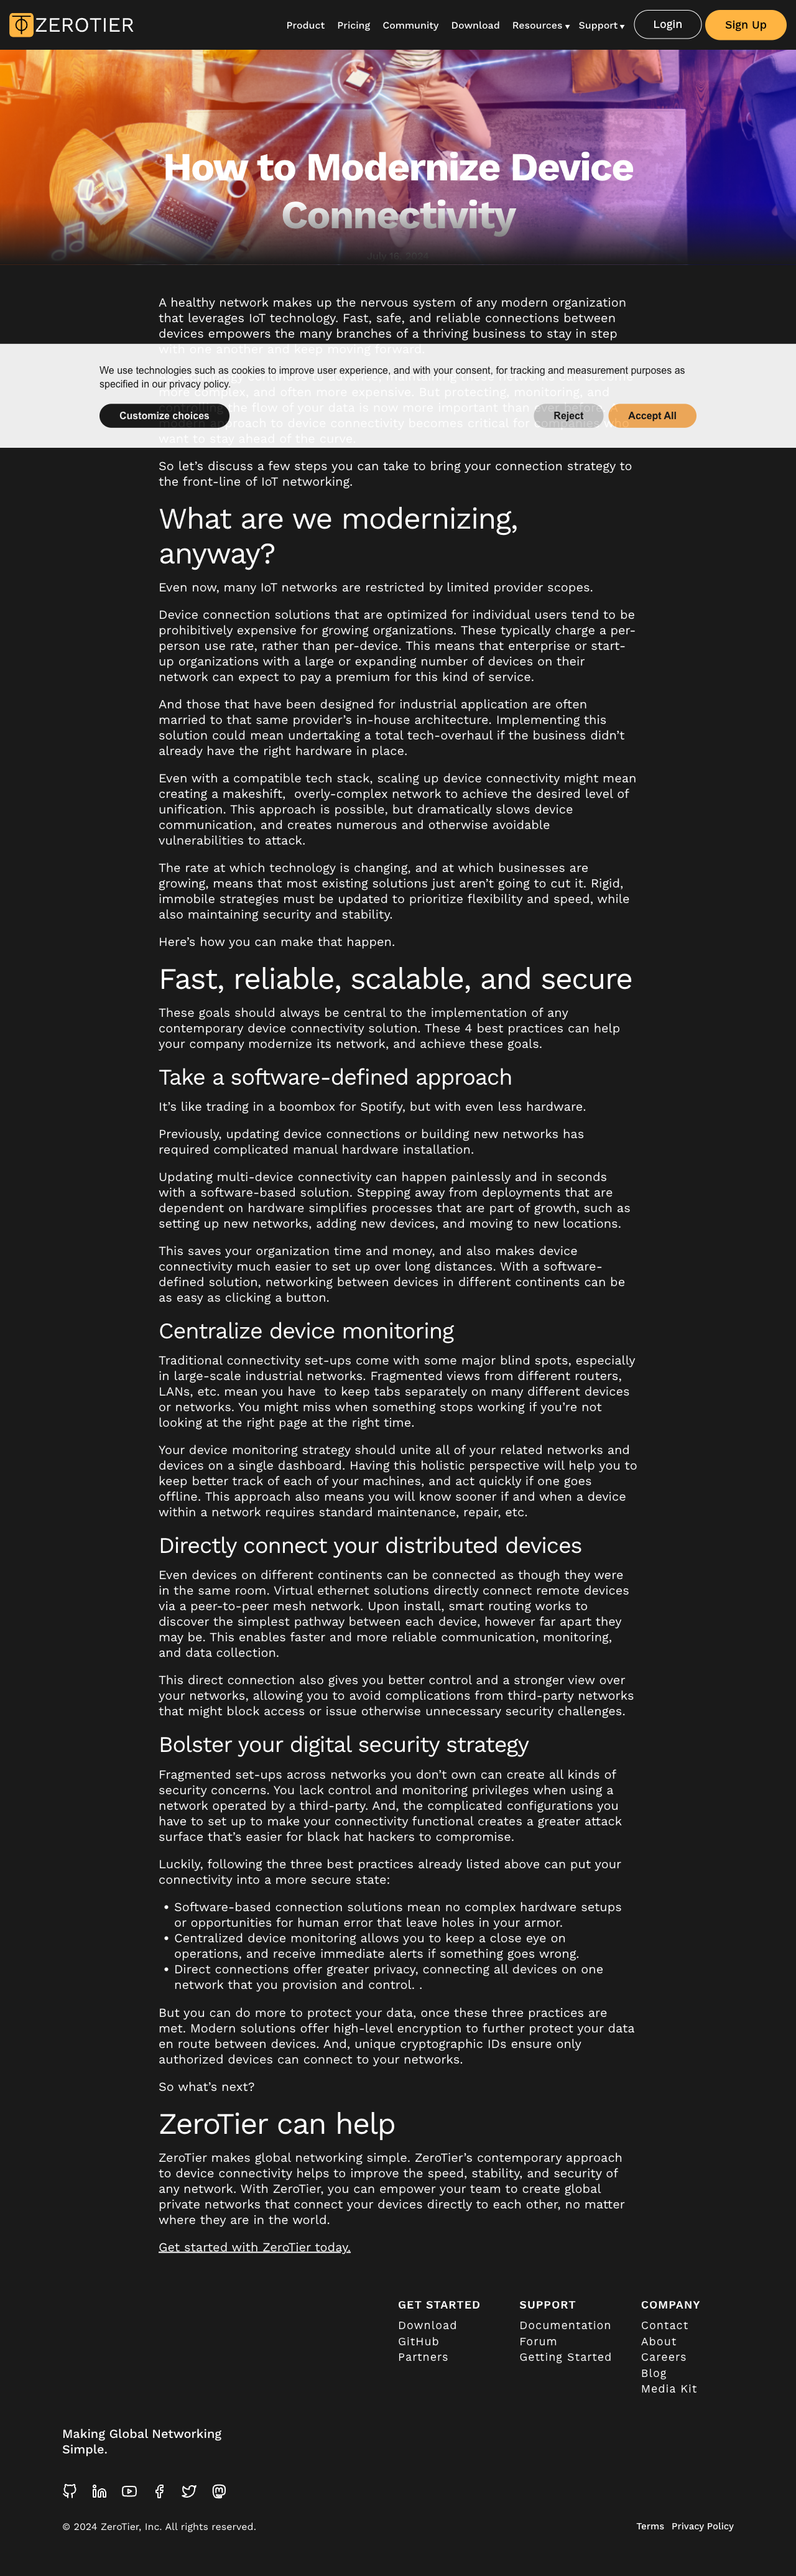 ZEROTIER
Product Pricing Community Download Resources Support Login Sign Up
How to Modernize Device
Connectivity
A healthy network makes up the nervous system of any modern organization
that leverages IoT technology. Fast, safe, and reliable connections between
devices empowers the many branches of a thriving business to stay in step
with one another and keep moving forward.
We use technologies such as cookies to improve user experience, and with your consent, for tracking and measurement purposes as
specified in our privacy policy.
Customize choices Reject Accept All
want to stay ahead of the curve.
So let's discuss a few steps you can take to bring your connection strategy to
the front-line of IoT networking.
What are we modernizing,
anyway?
Even now, many IoT networks are restricted by limited provider scopes.
Device connection solutions that are optimized for individual users tend to be
prohibitively expensive for growing organizations. These typically charge a per-
person use rate, rather than per-device. This means that enterprise or start-
up organizations with a large or expanding number of devices on their
network can expect to pay a premium for this kind of service.
And those that have been designed for industrial application are often
married to that same provider's in-house architecture. Implementing this
solution could mean undertaking a total tech-overhaul if the business didn't
already have the right hardware in place.
Even with a compatible tech stack, scaling up device connectivity might mean
creating a makeshift,  overly-complex network to achieve the desired level of
unification. This approach is possible, but dramatically slows device
communication, and creates numerous and otherwise avoidable
vulnerabilities to attack.
The rate at which technology is changing, and at which businesses are
growing, means that most existing solutions just aren't going to cut it. Rigid,
immobile strategies must be updated to prioritize flexibility and speed, while
also maintaining security and stability.
Here's how you can make that happen.
Fast, reliable, scalable, and secure
These goals should always be central to the implementation of any
contemporary device connectivity solution. These 4 best practices can help
your company modernize its network, and achieve these goals.
Take a software-defined approach
It's like trading in a boombox for Spotify, but with even less hardware.
Previously, updating device connections or building new networks has
required complicated manual hardware installation.
Updating multi-device connectivity can happen painlessly and in seconds
with a software-based solution. Stepping away from deployments that are
dependent on hardware simplifies processes that are part of growth, such as
setting up new networks, adding new devices, and moving to new locations.
This saves your organization time and money, and also makes device
connectivity much easier to set up over long distances. With a software-
defined solution, networking between devices in different continents can be
as easy as clicking a button.
Centralize device monitoring
Traditional connectivity set-ups come with some major blind spots, especially
in large-scale industrial networks. Fragmented views from different routers,
LANs, etc. mean you have  to keep tabs separately on many different devices
or networks. You might miss when something stops working if you're not
looking at the right page at the right time.
Your device monitoring strategy should unite all of your related networks and
devices on a single dashboard. Having this holistic perspective will help you to
keep better track of each of your machines, and act quickly if one goes
offline. This approach also means you will know sooner if and when a device
within a network requires standard maintenance, repair, etc.
Directly connect your distributed devices
Even devices on different continents can be connected as though they were
in the same room. Virtual ethernet solutions directly connect remote devices
via a peer-to-peer mesh network. Upon install, smart routing works to
discover the simplest pathway between each device, however far apart they
may be. This enables faster and more reliable communication, monitoring,
and data collection.
This direct connection also gives you better control and a stronger view over
your networks, allowing you to avoid complications from third-party networks
that might block access or issue otherwise unnecessary security challenges.
Bolster your digital security strategy
Fragmented set-ups across networks you don't own can create all kinds of
security concerns. You lack control and monitoring privileges when using a
network operated by a third-party. And, the complicated configurations you
have to set up to make your connectivity functional creates a greater attack
surface that's easier for black hat hackers to compromise.
Luckily, following the three best practices already listed above can put your
connectivity into a more secure state:
• Software-based connection solutions mean no complex hardware setups
or opportunities for human error that leave holes in your armor.
• Centralized device monitoring allows you to keep a close eye on
operations, and receive immediate alerts if something goes wrong.
• Direct connections offer greater privacy, connecting all devices on one
network that you provision and control. .
But you can do more to protect your data, once these three practices are
met. Modern solutions offer high-level encryption to further protect your data
en route between devices. And, unique cryptographic IDs ensure only
authorized devices can connect to your networks.
So what's next?
ZeroTier can help
ZeroTier makes global networking simple. ZeroTier's contemporary approach
to device connectivity helps to improve the speed, stability, and security of
any network. With ZeroTier, you can empower your team to create global
private networks that connect your devices directly to each other, no matter
where they are in the world.
Get started with ZeroTier today.
GET STARTED
Download
GitHub
Partners
SUPPORT
Documentation
Forum
Getting Started
COMPANY
Contact
About
Careers
Blog
Media Kit
Making Global Networking
Simple.
© 2024 ZeroTier, Inc. All rights reserved.
Terms Privacy Policy